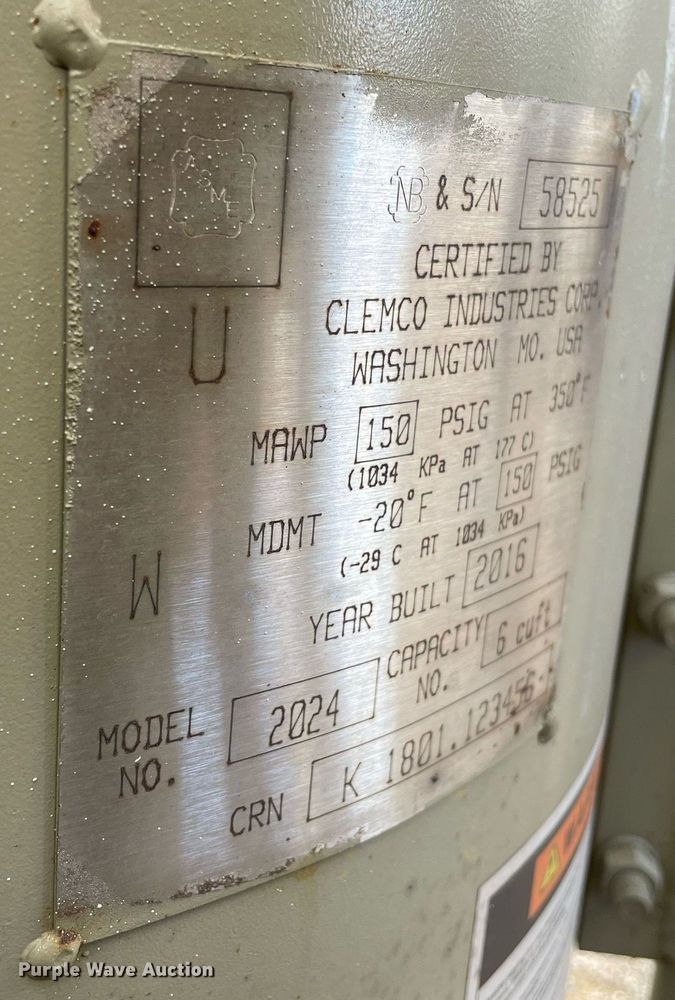 ASME
NB & S/N 58525
CERTIFIED BY
CLEMCO INDUSTRIES CORP.
WASHINGTON MO. USA
U
MAWP 150 PSIG AT 350°F
(1034 KPa AT 177 C)
MDMT -20°F AT 150 PSIG
(-29 C AT 1034 KPa)
W
YEAR BUILT 2016
CAPACITY 6 cuft
NO.
MODEL 2024
NO.
CRN K 1801.123456
Purple Wave Auction